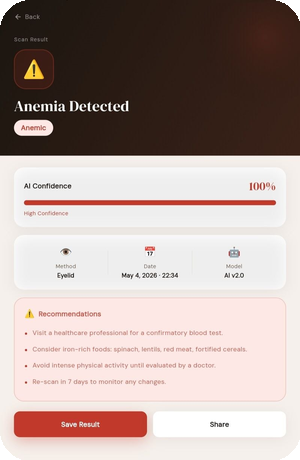 ← Back
Scan Result
Anemia Detected
Anemic
AI Confidence 100%
High Confidence
Method Date Model
Eyelid May 4, 2026 · 22:34 AI v2.0
Recommendations
• Visit a healthcare professional for a confirmatory blood test.
• Consider iron-rich foods: spinach, lentils, red meat, fortified cereals.
• Avoid intense physical activity until evaluated by a doctor.
• Re-scan in 7 days to monitor any changes.
Save Result Share